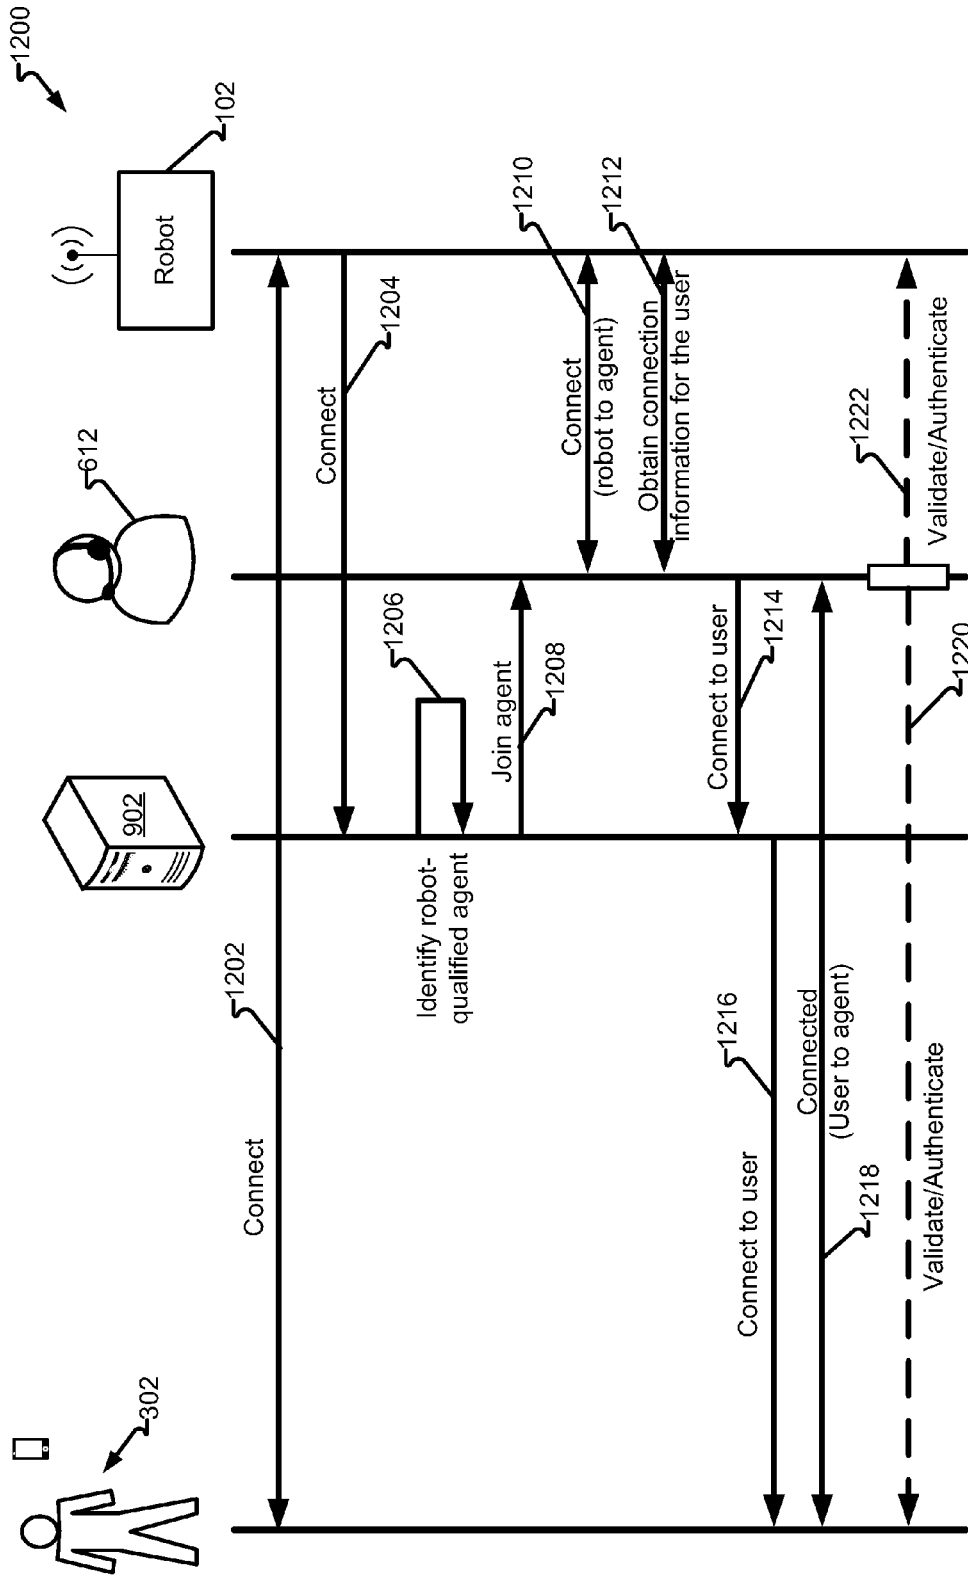 1200
302
902
612
Robot
102
Connect
1202
Connect
1204
Identify robot-
qualified agent
1206
Join agent
1208
Connect
(robot to agent)
1210
Obtain connection
information for the user
1212
Connect to user
1214
Connect to user
1216
Connected
(User to agent)
1218
Validate/Authenticate
1220
Validate/Authenticate
1222